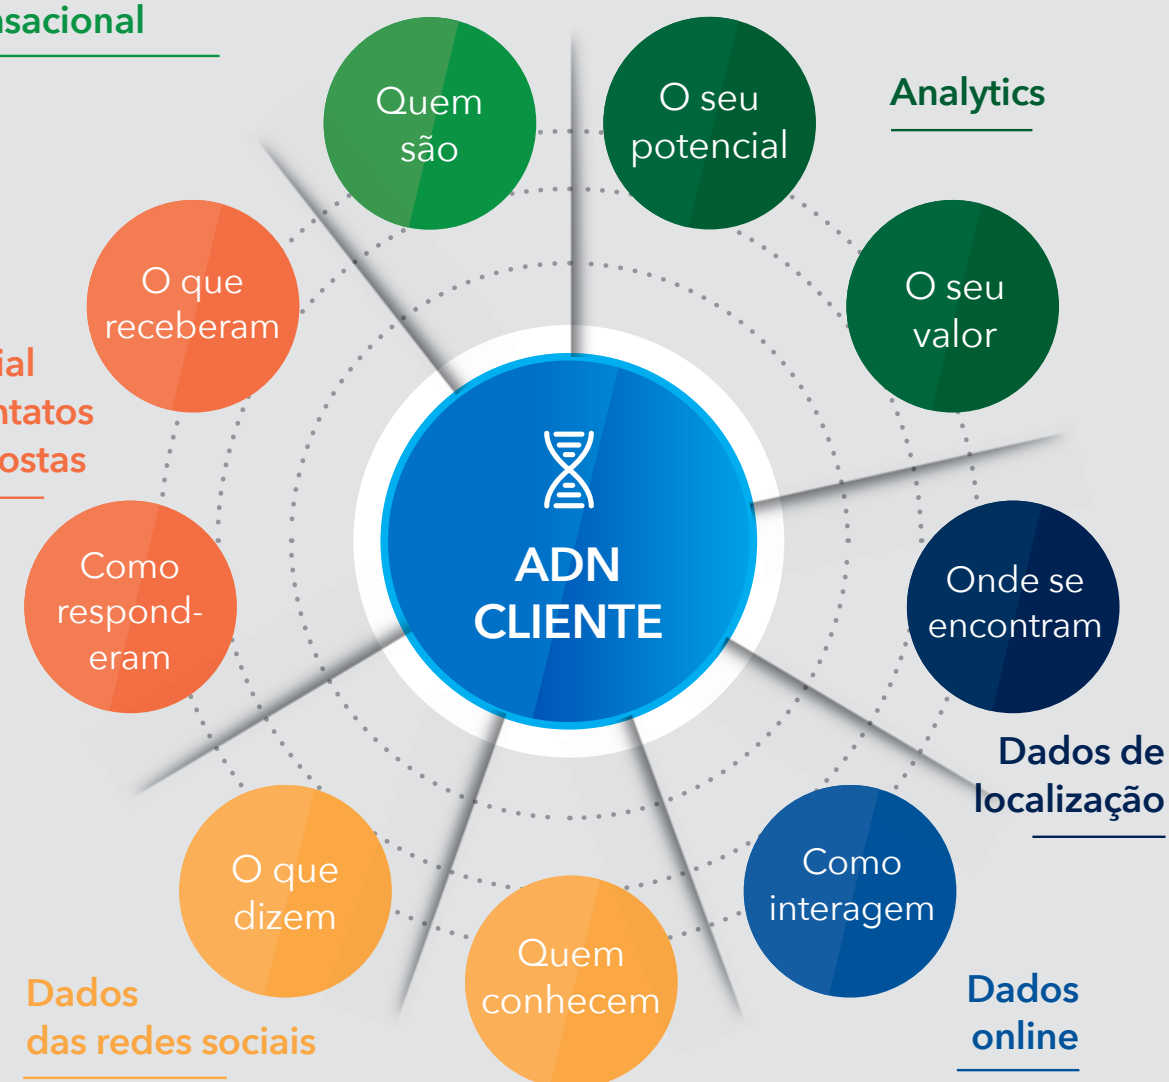 nsacional
Quem
são
O seu
potencial
Analytics
O que
receberam
O seu
valor
ial
ntatos
ostas
ADN
CLIENTE
Como
respond-
eram
Onde se
encontram
Dados de
localização
O que
dizem
Como
interagem
Quem
conhecem
Dados
das redes sociais
Dados
online